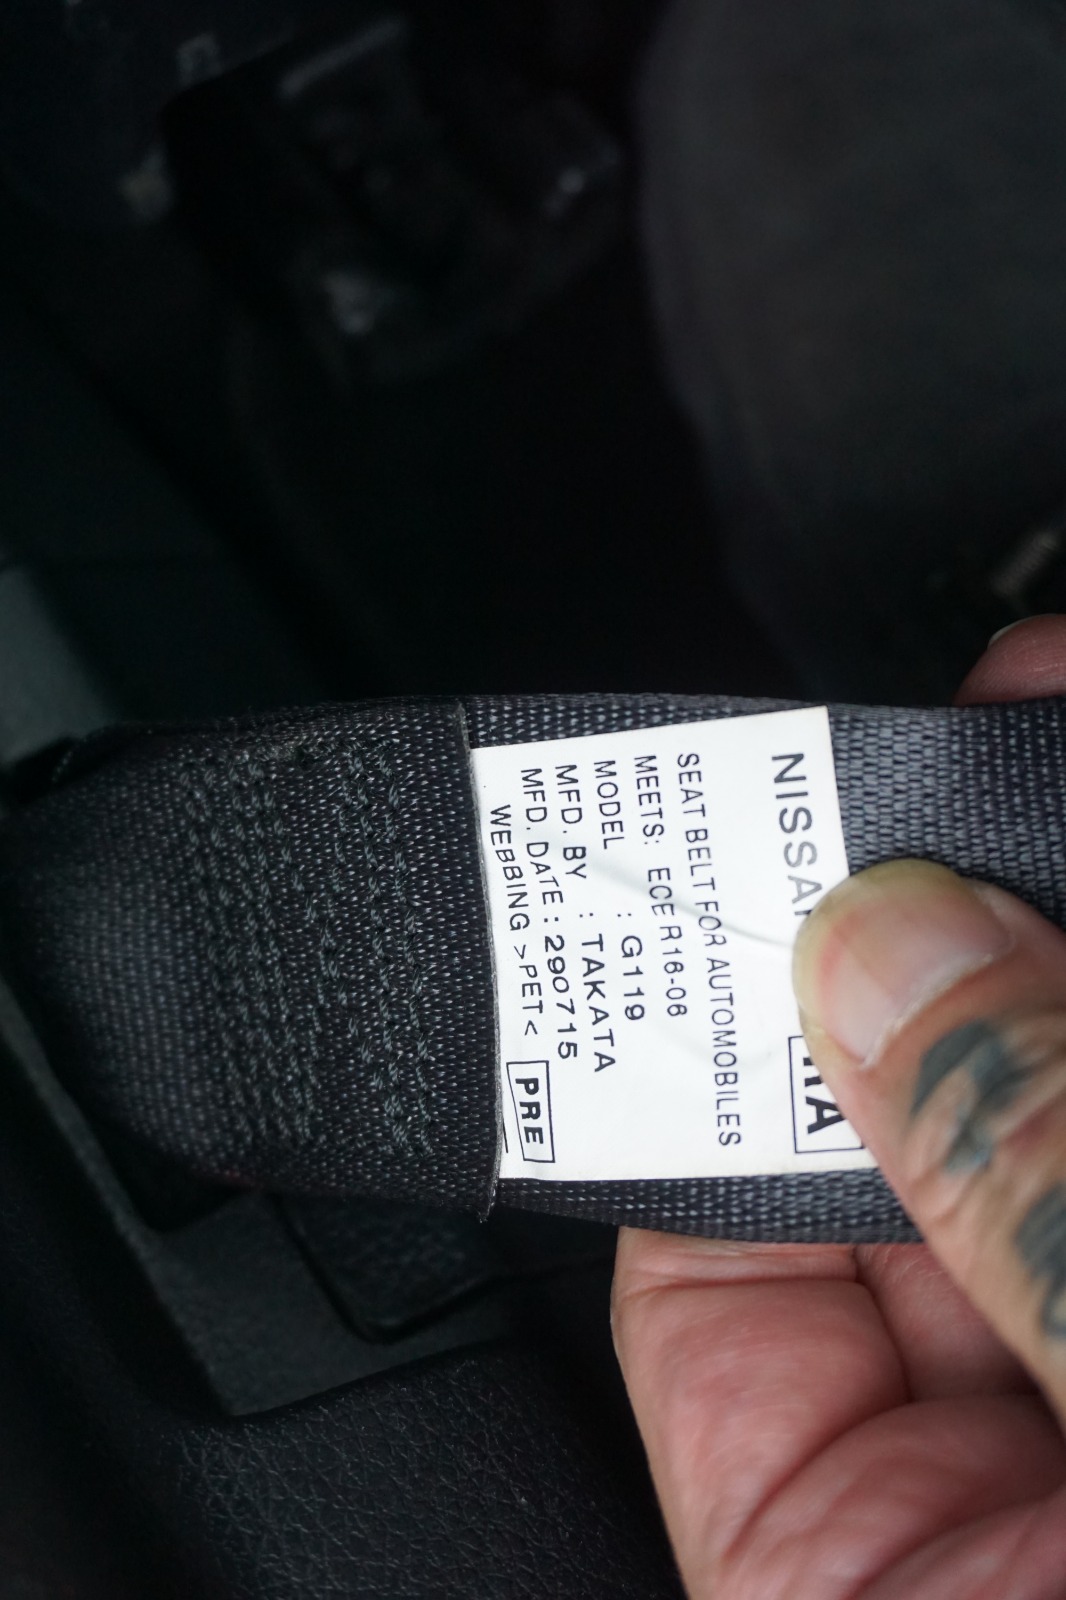 SEAT BELT FOR AUTOMOBILES
MEETS: ECE R16-06
MODEL : G119
MFD. BY : TAKATA
MFD. DATE : 290715
WEBBING >PET< PRE